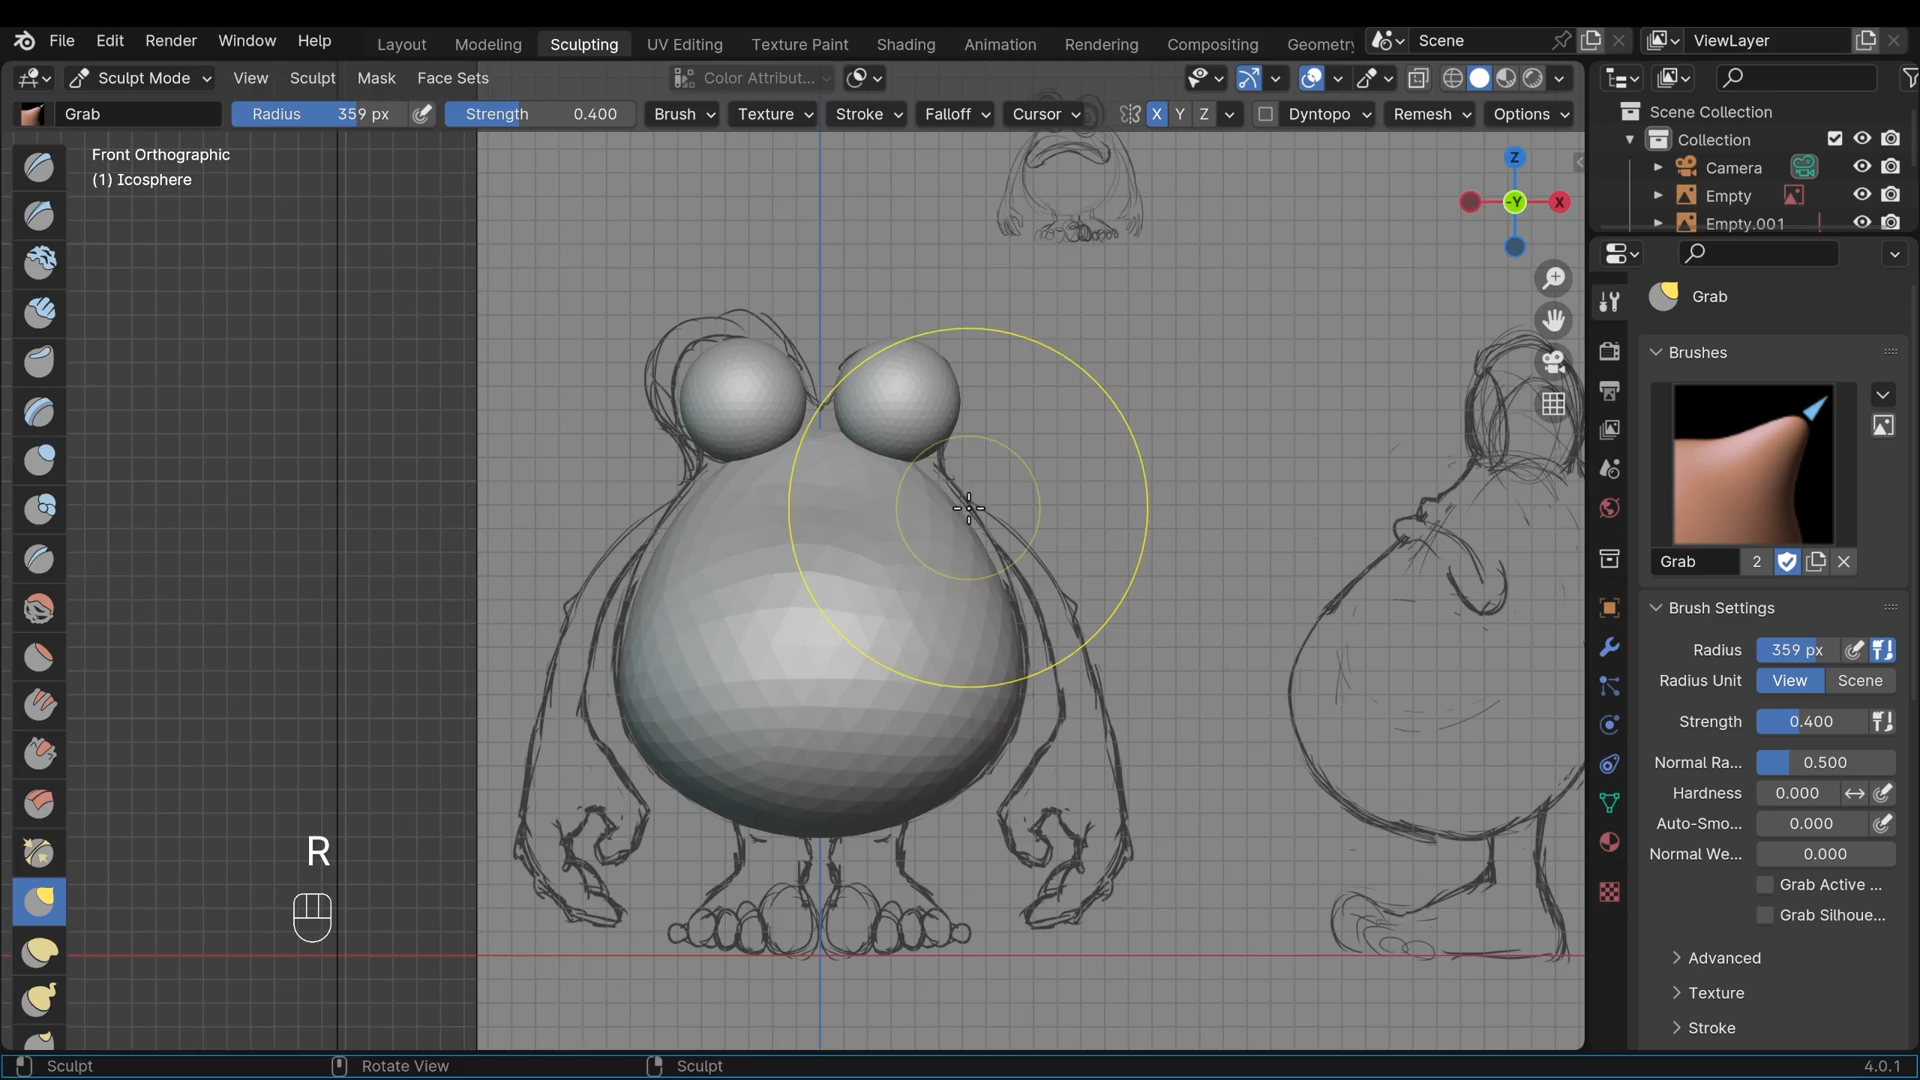 File Edit Render Window Help Layout Modeling Sculpting UV Editing Texture Paint Shading Animation Rendering Compositing Geometry Scene ViewLayer
Sculpt Mode View Sculpt Mask Face Sets Color Attribut...
Grab Radius 359 px Strength 0.400 Brush Texture Stroke Falloff Cursor X Y Z Dyntopo Remesh Options
Front Orthographic
(1) Icosphere
Z
-Y
X
Scene Collection
Collection
Camera
Empty
Empty.001
Grab
Brushes
Grab 2
Brush Settings
Radius 359 px
Radius Unit View Scene
Strength 0.400
Normal Ra... 0.500
Hardness 0.000
Auto-Smo... 0.000
Normal We... 0.000
Grab Active ...
Grab Silhoue...
Advanced
Texture
Stroke
R
Sculpt Rotate View Sculpt 4.0.1